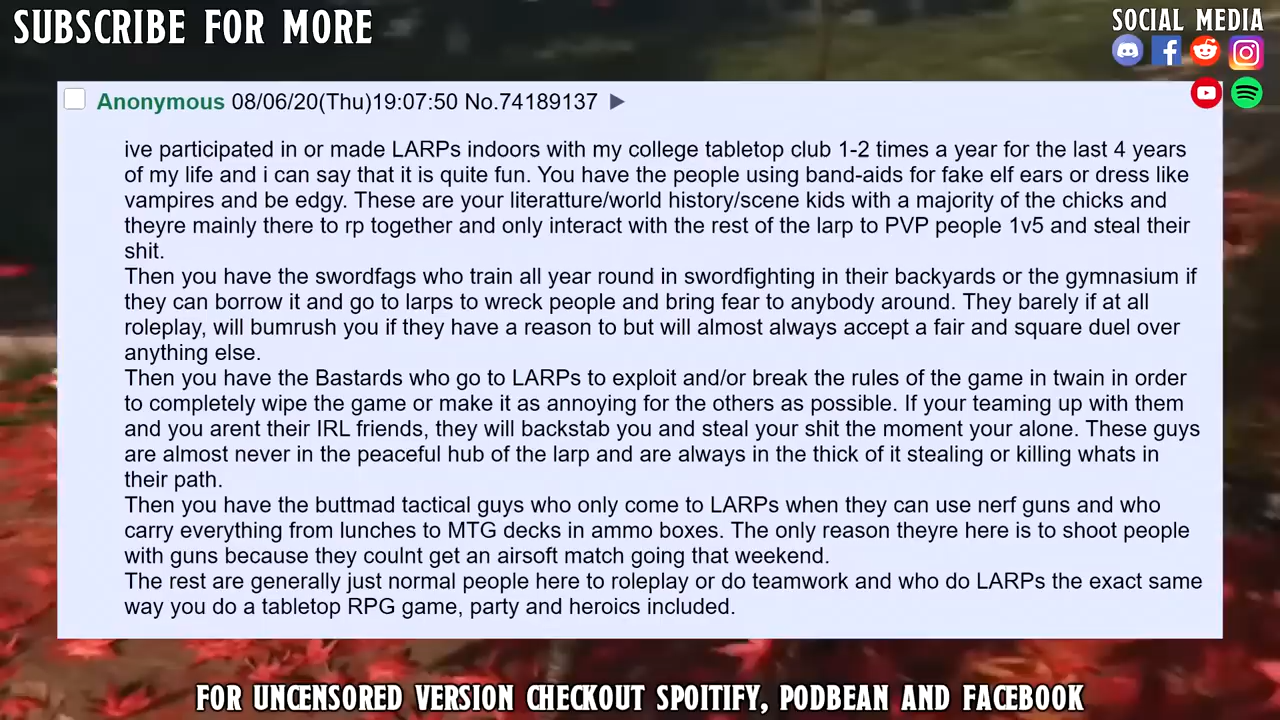 SUBSCRIBE FOR MORE
SOCIAL MEDIA
Anonymous 08/06/20(Thu)19:07:50 No.74189137 ▶
ive participated in or made LARPs indoors with my college tabletop club 1-2 times a year for the last 4 years
of my life and i can say that it is quite fun. You have the people using band-aids for fake elf ears or dress like
vampires and be edgy. These are your literatture/world history/scene kids with a majority of the chicks and
theyre mainly there to rp together and only interact with the rest of the larp to PVP people 1v5 and steal their
shit.
Then you have the swordfags who train all year round in swordfighting in their backyards or the gymnasium if
they can borrow it and go to larps to wreck people and bring fear to anybody around. They barely if at all
roleplay, will bumrush you if they have a reason to but will almost always accept a fair and square duel over
anything else.
Then you have the Bastards who go to LARPs to exploit and/or break the rules of the game in twain in order
to completely wipe the game or make it as annoying for the others as possible. If your teaming up with them
and you arent their IRL friends, they will backstab you and steal your shit the moment your alone. These guys
are almost never in the peaceful hub of the larp and are always in the thick of it stealing or killing whats in
their path.
Then you have the buttmad tactical guys who only come to LARPs when they can use nerf guns and who
carry everything from lunches to MTG decks in ammo boxes. The only reason theyre here is to shoot people
with guns because they coulnt get an airsoft match going that weekend.
The rest are generally just normal people here to roleplay or do teamwork and who do LARPs the exact same
way you do a tabletop RPG game, party and heroics included.
FOR UNCENSORED VERSION CHECKOUT SPOITIFY, PODBEAN AND FACEBOOK